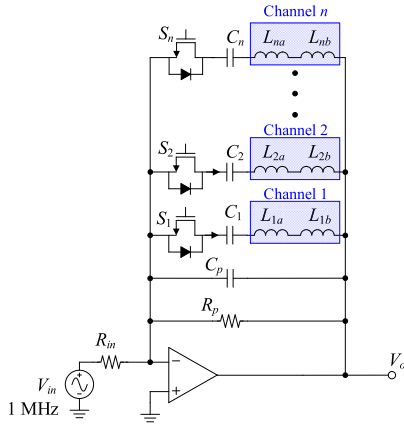 Channel n
Sn
Cn
Lna
Lnb
Channel 2
S2
C2
L2a
L2b
Channel 1
S1
C1
L1a
L1b
Cp
Rp
Rin
−
+
Vin
1 MHz
Vo